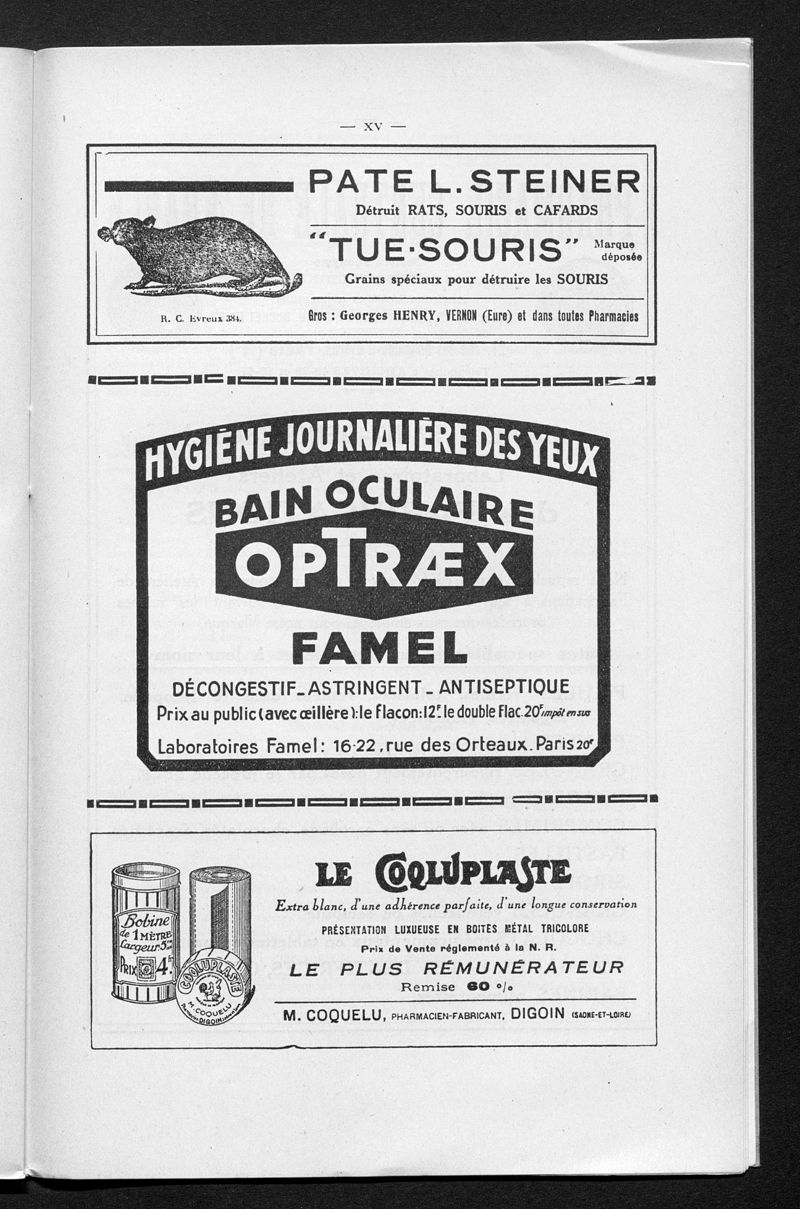 — XV —
PATE L. STEINER
Détruit RATS, SOURIS et CAFARDS
"TUE-SOURIS" Marque déposée
Grains spéciaux pour détruire les SOURIS
R. C. Evreux 384.
Gros : Georges HENRY, VERNON (Eure) et dans toutes Pharmacies
HYGIÈNE JOURNALIÈRE DES YEUX
BAIN OCULAIRE
OPTRÆX
FAMEL
DÉCONGESTIF_ASTRINGENT_ANTISEPTIQUE
Prix au public (avec œillère): le flacon: 12F. le double flac. 20F. impôt en sus
Laboratoires Famel: 16-22, rue des Orteaux. Paris 20e
LE COQLUPLASTE
Extra blanc, d'une adhérence parfaite, d'une longue conservation
PRÉSENTATION LUXUEUSE EN BOITES MÉTAL TRICOLORE
Prix de Vente réglementé à la N. R.
LE PLUS RÉMUNÉRATEUR
Remise 60 %
M. COQUELU, PHARMACIEN-FABRICANT, DIGOIN (SAONE-ET-LOIRE)
Bobine
de 1 MÈTRE
Largeur 5cm
PRIX 4fr
COQLUPLASTE
M. COQUELU
DIGOIN